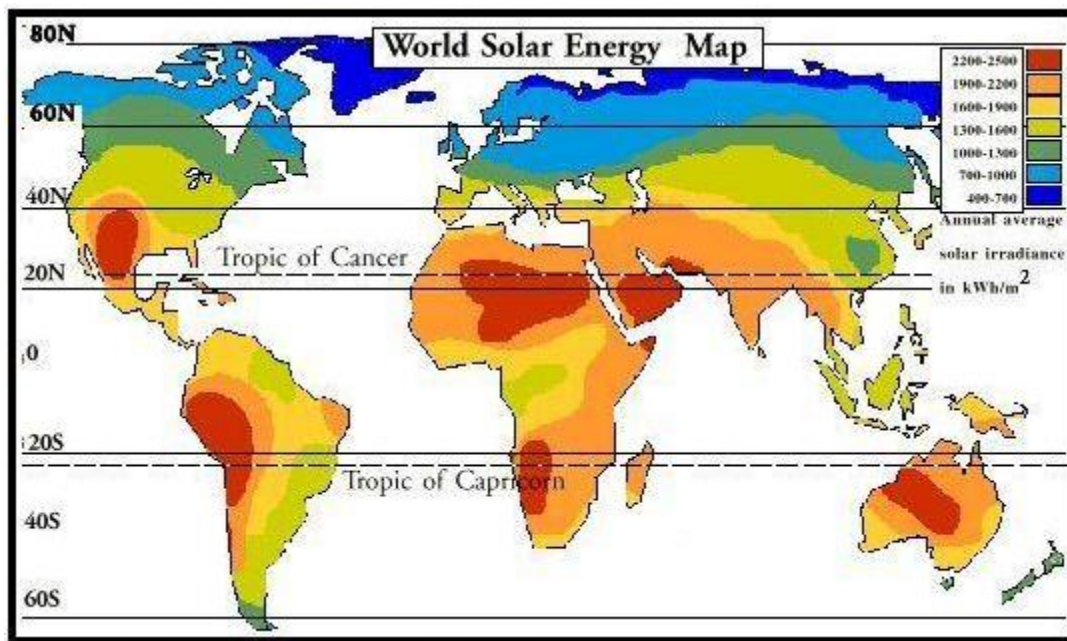 80N
World Solar Energy Map
2200-2500
1900-2200
1600-1900
1300-1600
1000-1300
700-1000
400-700
Annual average
solar irradiance
in kWh/m2
60N
40N
Tropic of Cancer
20N
0
20S
Tropic of Capricorn
40S
60S